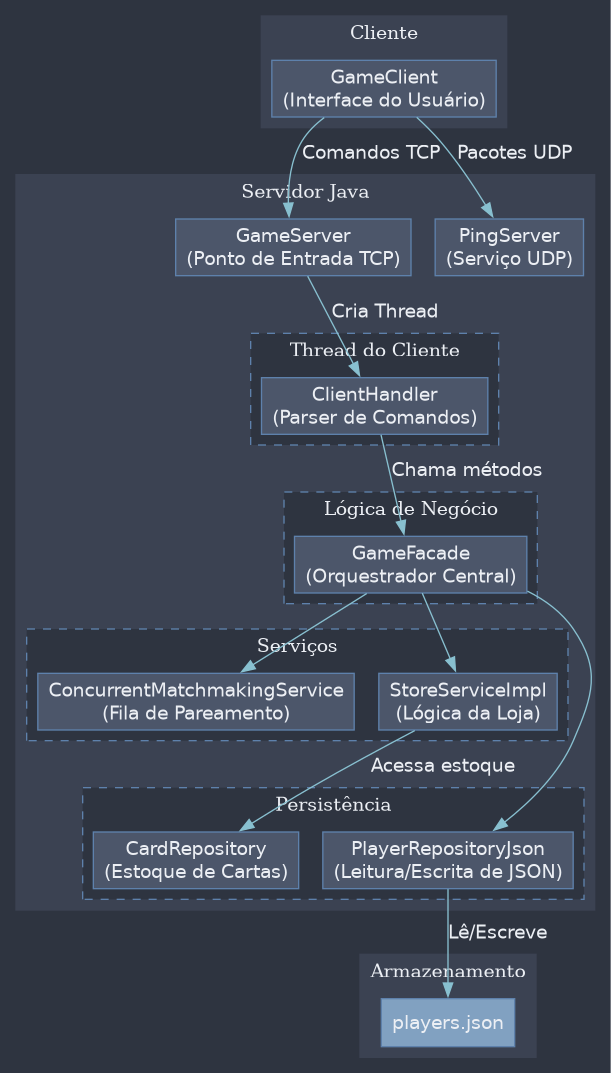 Cliente
GameClient
(Interface do Usuário)
Comandos TCP
Pacotes UDP
Servidor Java
GameServer
(Ponto de Entrada TCP)
PingServer
(Serviço UDP)
Cria Thread
Thread do Cliente
ClientHandler
(Parser de Comandos)
Chama métodos
Lógica de Negócio
GameFacade
(Orquestrador Central)
Serviços
ConcurrentMatchmakingService
(Fila de Pareamento)
StoreServiceImpl
(Lógica da Loja)
Acessa estoque
Persistência
CardRepository
(Estoque de Cartas)
PlayerRepositoryJson
(Leitura/Escrita de JSON)
Lê/Escreve
Armazenamento
players.json